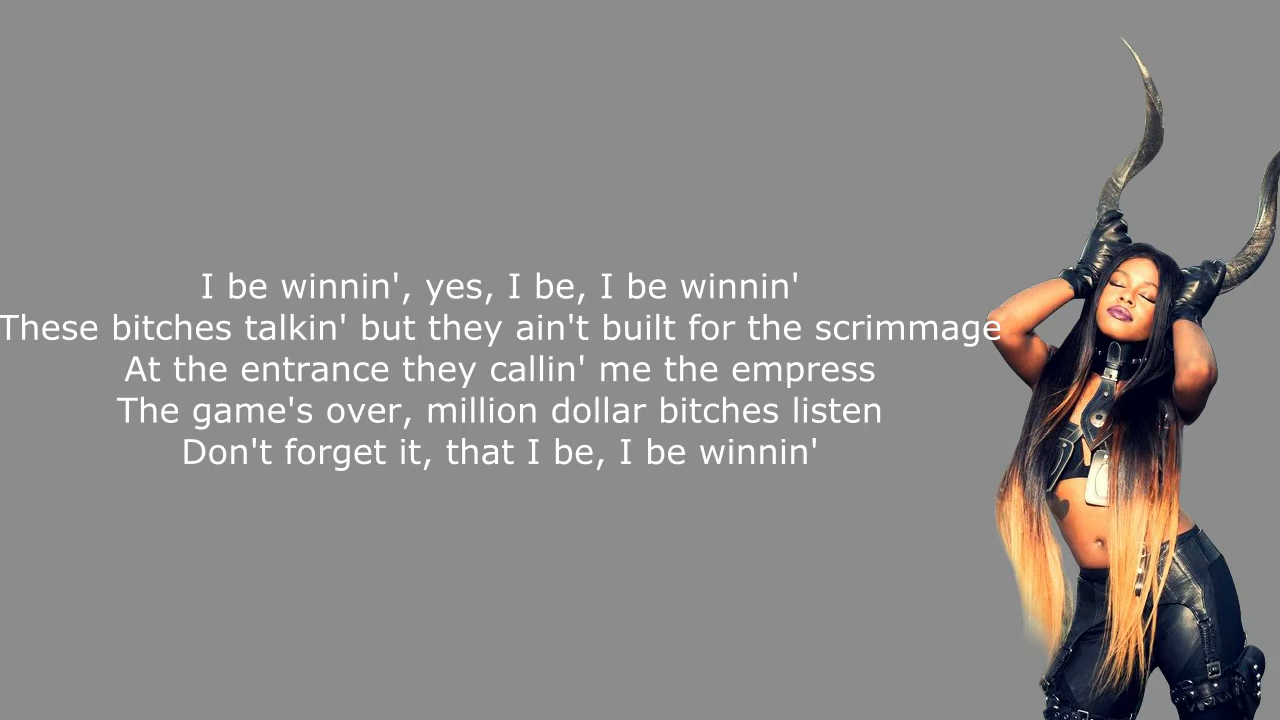 I be winnin', yes, I be, I be winnin'
These bitches talkin' but they ain't built for the scrimmage
At the entrance they callin' me the empress
The game's over, million dollar bitches listen
Don't forget it, that I be, I be winnin'